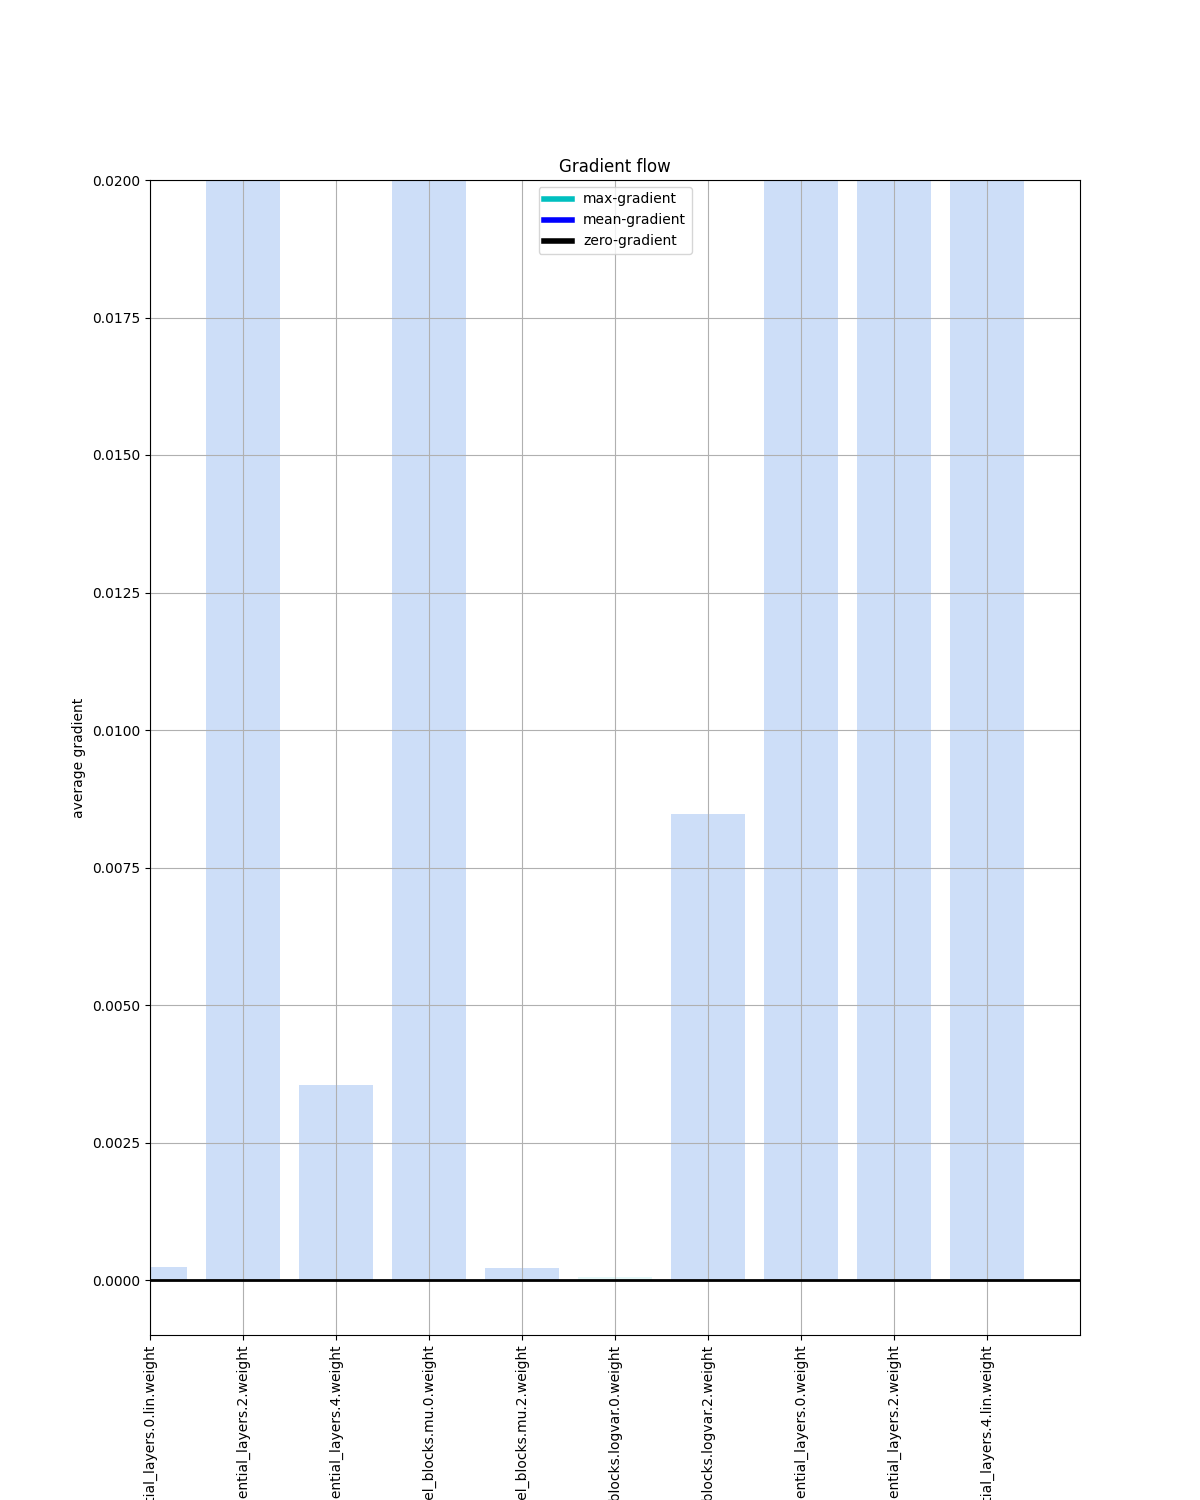 Gradient flow
max-gradient
mean-gradient
zero-gradient
0.0200
0.0175
0.0150
0.0125
0.0100
0.0075
0.0050
0.0025
0.0000
average gradient
tial_layers.0.lin.weight
ential_layers.2.weight
ential_layers.4.weight
el_blocks.mu.0.weight
el_blocks.mu.2.weight
blocks.logvar.0.weight
blocks.logvar.2.weight
ential_layers.0.weight
ential_layers.2.weight
tial_layers.4.lin.weight